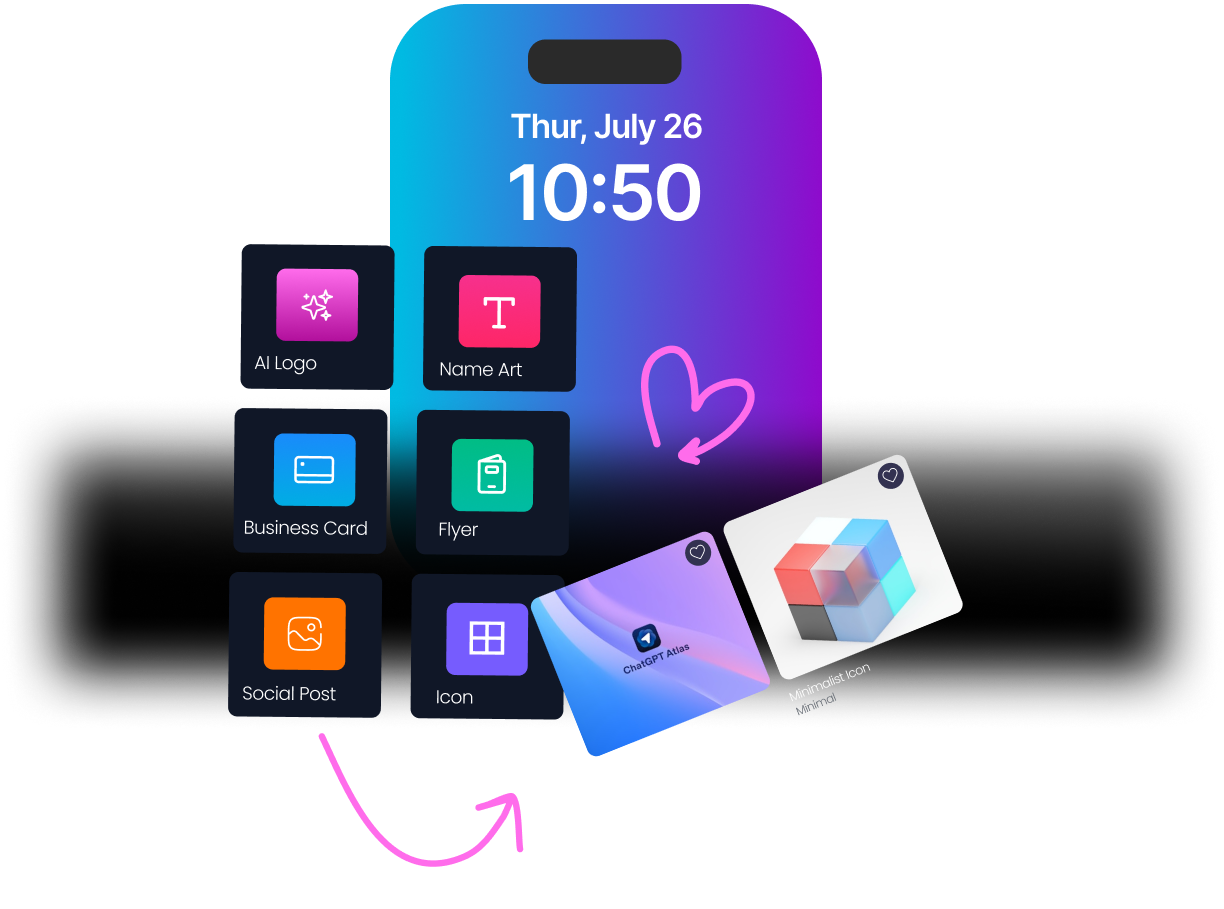 Thur, July 26
10:50
AI Logo
Name Art
Business Card
Flyer
Social Post
Icon
ChatGPT Atlas
Minimalist Icon
Minimal